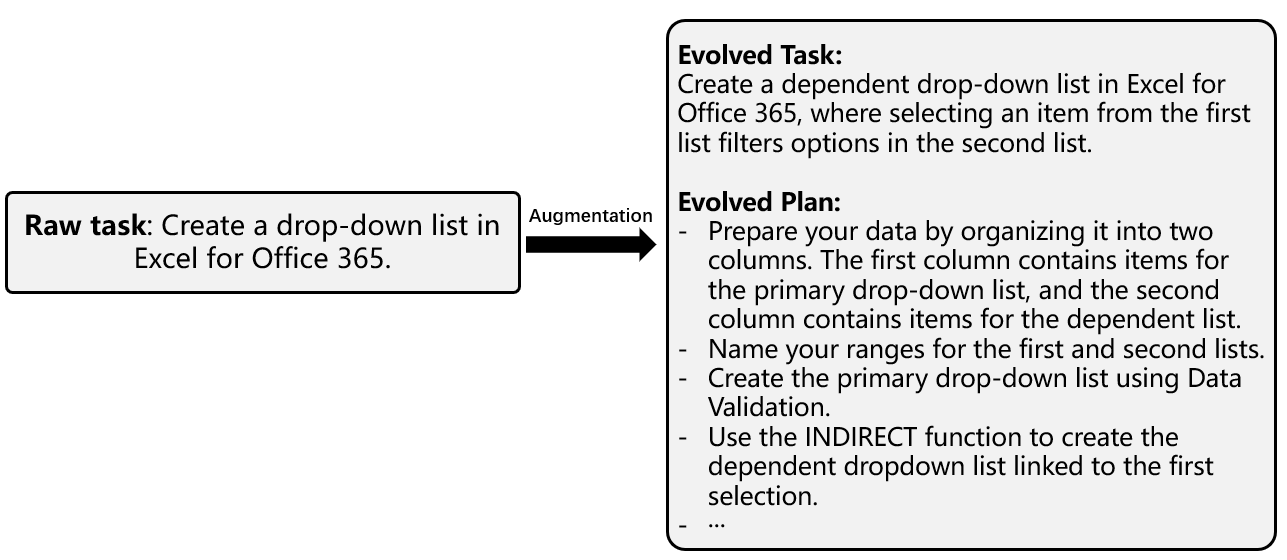 Raw task: Create a drop-down list in
Excel for Office 365.
Augmentation
Evolved Task:
Create a dependent drop-down list in Excel for
Office 365, where selecting an item from the first
list filters options in the second list.
Evolved Plan:
- Prepare your data by organizing it into two
columns. The first column contains items for
the primary drop-down list, and the second
column contains items for the dependent list.
- Name your ranges for the first and second lists.
- Create the primary drop-down list using Data
Validation.
- Use the INDIRECT function to create the
dependent dropdown list linked to the first
selection.
- ···